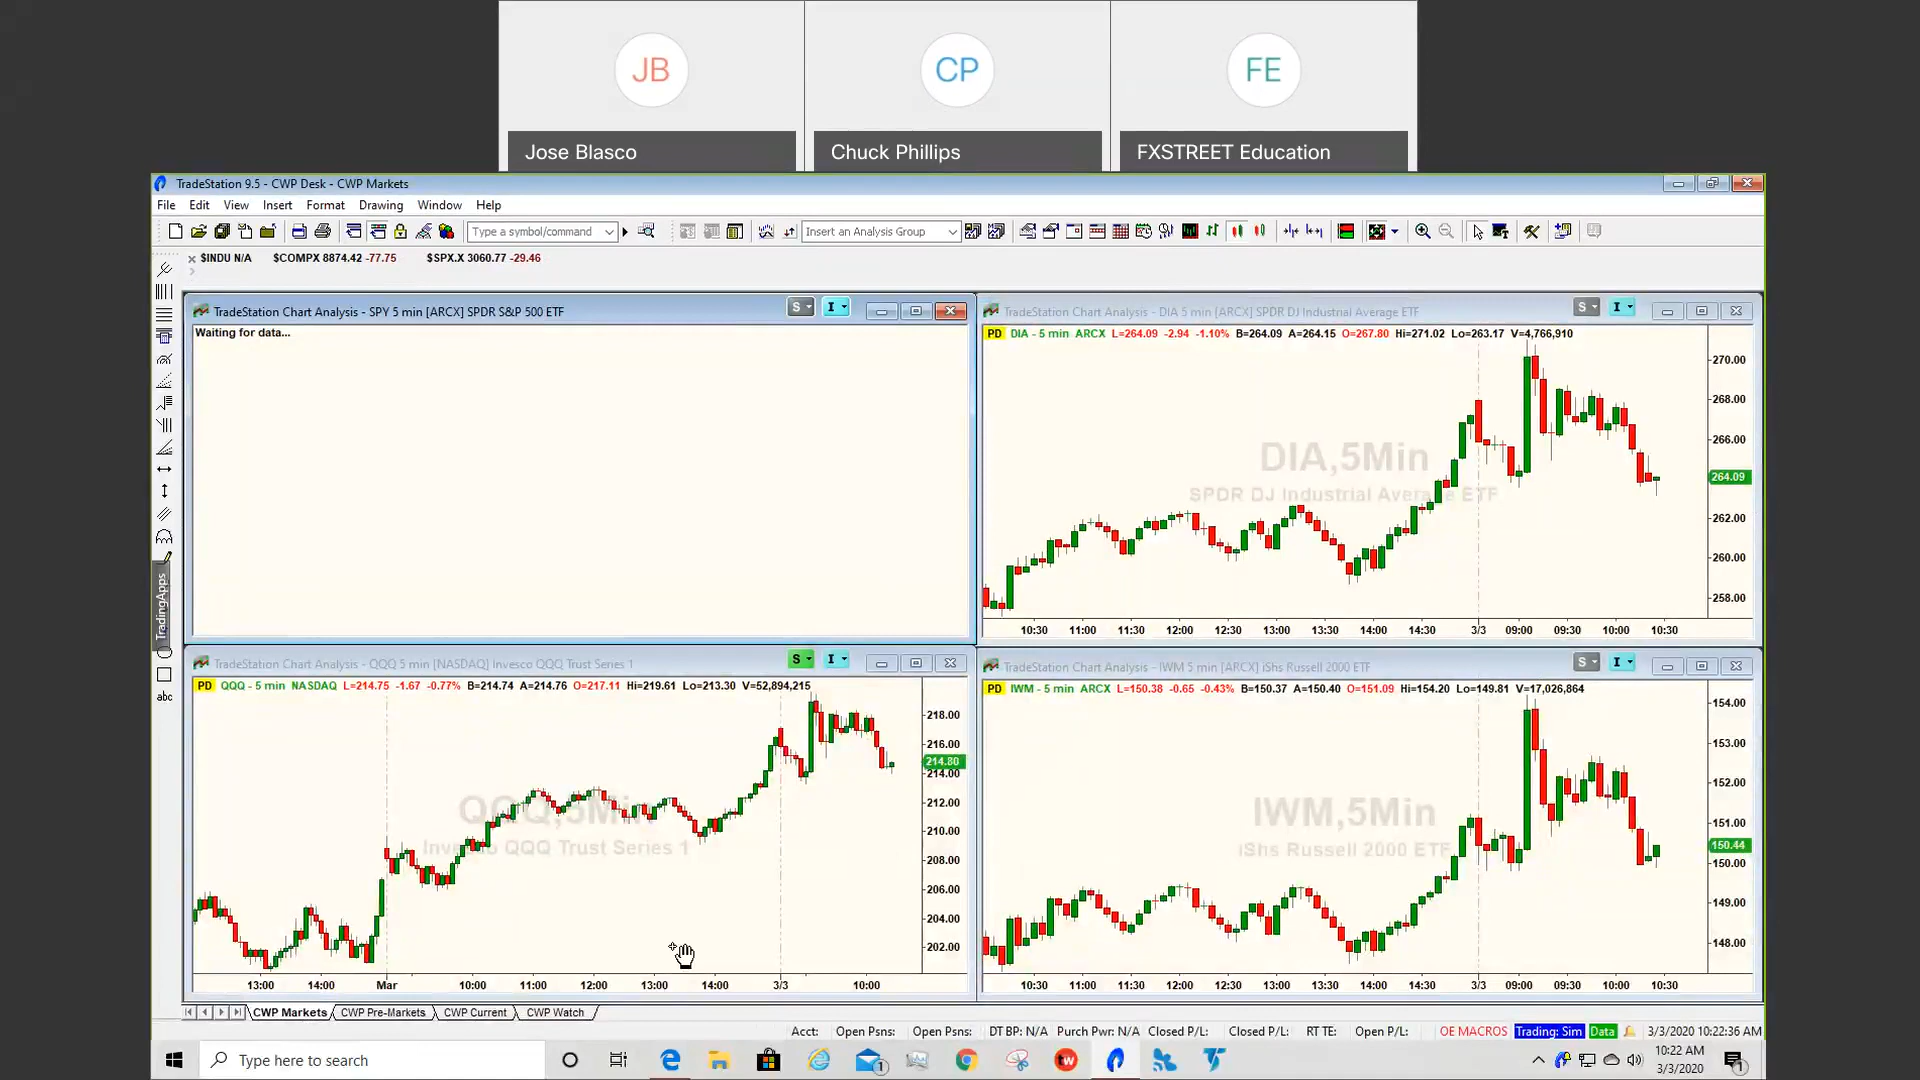 JB
CP
FE
Jose Blasco
Chuck Phillips
FXSTREET Education
TradeStation 9.5 - CWP Desk - CWP Markets
File Edit View Insert Format Drawing Window Help
Type a symbol/command
Insert an Analysis Group
$INDU N/A $COMPX 8874.42 -77.75 $SPX.X 3060.77 -29.46
TradeStation Chart Analysis - SPY 5 min [ARCX] SPDR S&P 500 ETF
S I
Waiting for data...
TradeStation Chart Analysis - DIA 5 min [ARCX] SPDR DJ Industrial Average ETF
S I
PD DIA - 5 min ARCX L=264.09 -2.94 -1.10% B=264.09 A=264.15 O=267.80 Hi=271.02 Lo=263.17 V=4,766,910
DIA,5Min
SPDR DJ Industrial Average ETF
270.00
268.00
266.00
264.09
262.00
260.00
258.00
10:30 11:00 11:30 12:00 12:30 13:00 13:30 14:00 14:30 3/3 09:00 09:30 10:00 10:30
TradingApps
abc
TradeStation Chart Analysis - QQQ 5 min [NASDAQ] Invesco QQQ Trust Series 1
S I
PD QQQ - 5 min NASDAQ L=214.75 -1.67 -0.77% B=214.74 A=214.76 O=217.11 Hi=219.61 Lo=213.30 V=52,894,215
QQQ,5Min
Invesco QQQ Trust Series 1
218.00
216.00
214.80
214.00
212.00
210.00
208.00
206.00
204.00
202.00
13:00 14:00 Mar 10:00 11:00 12:00 13:00 14:00 3/3 10:00
TradeStation Chart Analysis - IWM 5 min [ARCX] iShs Russell 2000 ETF
S I
PD IWM - 5 min ARCX L=150.38 -0.65 -0.43% B=150.37 A=150.40 O=151.09 Hi=154.20 Lo=149.81 V=17,026,864
IWM,5Min
iShs Russell 2000 ETF
154.00
153.00
152.00
151.00
150.44
150.00
149.00
148.00
10:30 11:00 11:30 12:00 12:30 13:00 13:30 14:00 14:30 3/3 09:00 09:30 10:00 10:30
CWP Markets CWP Pre-Markets CWP Current CWP Watch
Acct: Open Psns: Open Psns: DT BP: N/A Purch Pwr: N/A Closed P/L: Closed P/L: RT TE: Open P/L: OE MACROS Trading: Sim Data 3/3/2020 10:22:36 AM
Type here to search
1
tw
10:22 AM
3/3/2020
1